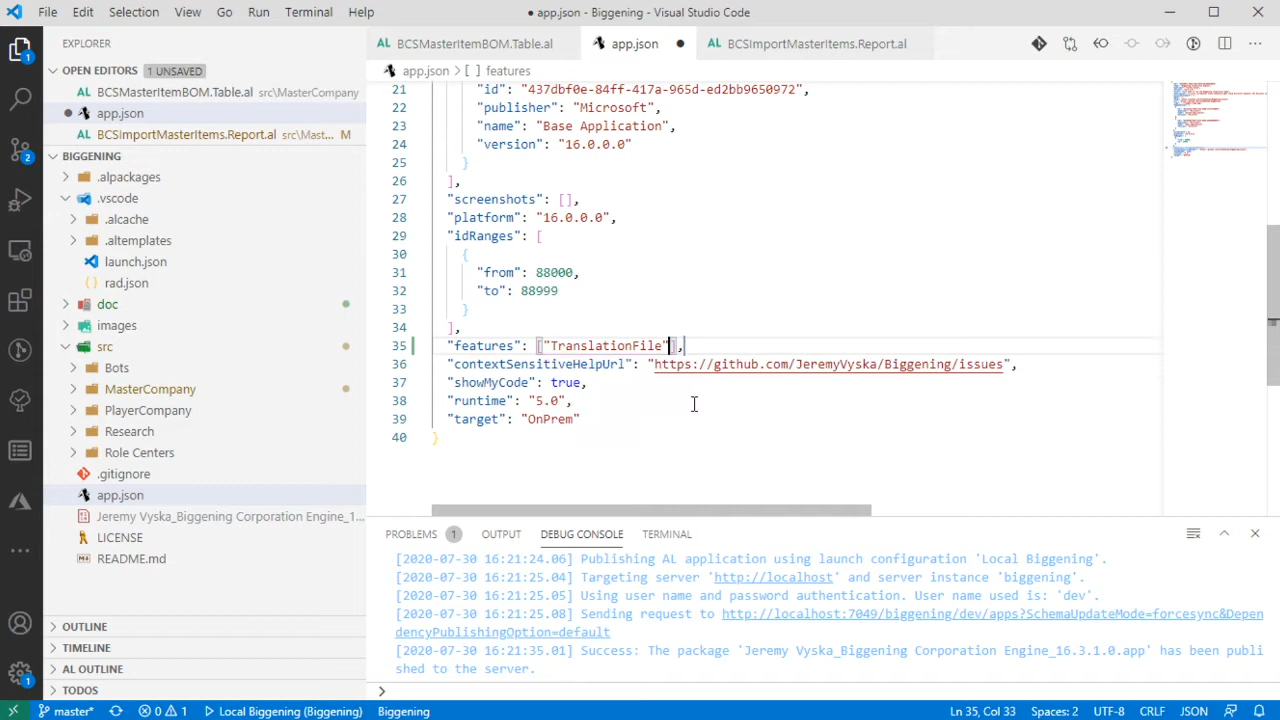 File Edit Selection View Go Run Terminal Help
● app.json - Biggening - Visual Studio Code
EXPLORER
OPEN EDITORS 1 UNSAVED
BCSMasterItemBOM.Table.al src\MasterCompany
app.json
BCSImportMasterItems.Report.al src\Mast... M
BIGGENING
.alpackages
.vscode
.alcache
.altemplates
launch.json
rad.json
doc
images
src
Bots
MasterCompany
PlayerCompany
Research
Role Centers
.gitignore
app.json
Jeremy Vyska_Biggening Corporation Engine_1...
LICENSE
README.md
OUTLINE
TIMELINE
AL OUTLINE
TODOS
BCSMasterItemBOM.Table.al
app.json ●
BCSImportMasterItems.Report.al
app.json > [ ] features
21 "id": "437dbf0e-84ff-417a-965d-ed2bb9650972",
22 "publisher": "Microsoft",
23 "name": "Base Application",
24 "version": "16.0.0.0"
25 }
26 ],
27 "screenshots": [],
28 "platform": "16.0.0.0",
29 "idRanges": [
30 {
31 "from": 88000,
32 "to": 88999
33 }
34 ],
35 "features": ["TranslationFile"],
36 "contextSensitiveHelpUrl": "https://github.com/JeremyVyska/Biggening/issues",
37 "showMyCode": true,
38 "runtime": "5.0",
39 "target": "OnPrem"
40 }
PROBLEMS 1 OUTPUT DEBUG CONSOLE TERMINAL
[2020-07-30 16:21:24.06] Publishing AL application using launch configuration 'Local Biggening'.
[2020-07-30 16:21:25.04] Targeting server 'http://localhost' and server instance 'biggening'.
[2020-07-30 16:21:25.05] Using user name and password authentication. User name used is: 'dev'.
[2020-07-30 16:21:25.08] Sending request to http://localhost:7049/biggening/dev/apps?SchemaUpdateMode=forcesync&Depen
dencyPublishingOption=default
[2020-07-30 16:21:35.01] Success: The package 'Jeremy Vyska_Biggening Corporation Engine_16.3.1.0.app' has been publi
shed to the server.
master* 0 1 Local Biggening (Biggening) Biggening Ln 35, Col 33 Spaces: 2 UTF-8 CRLF JSON